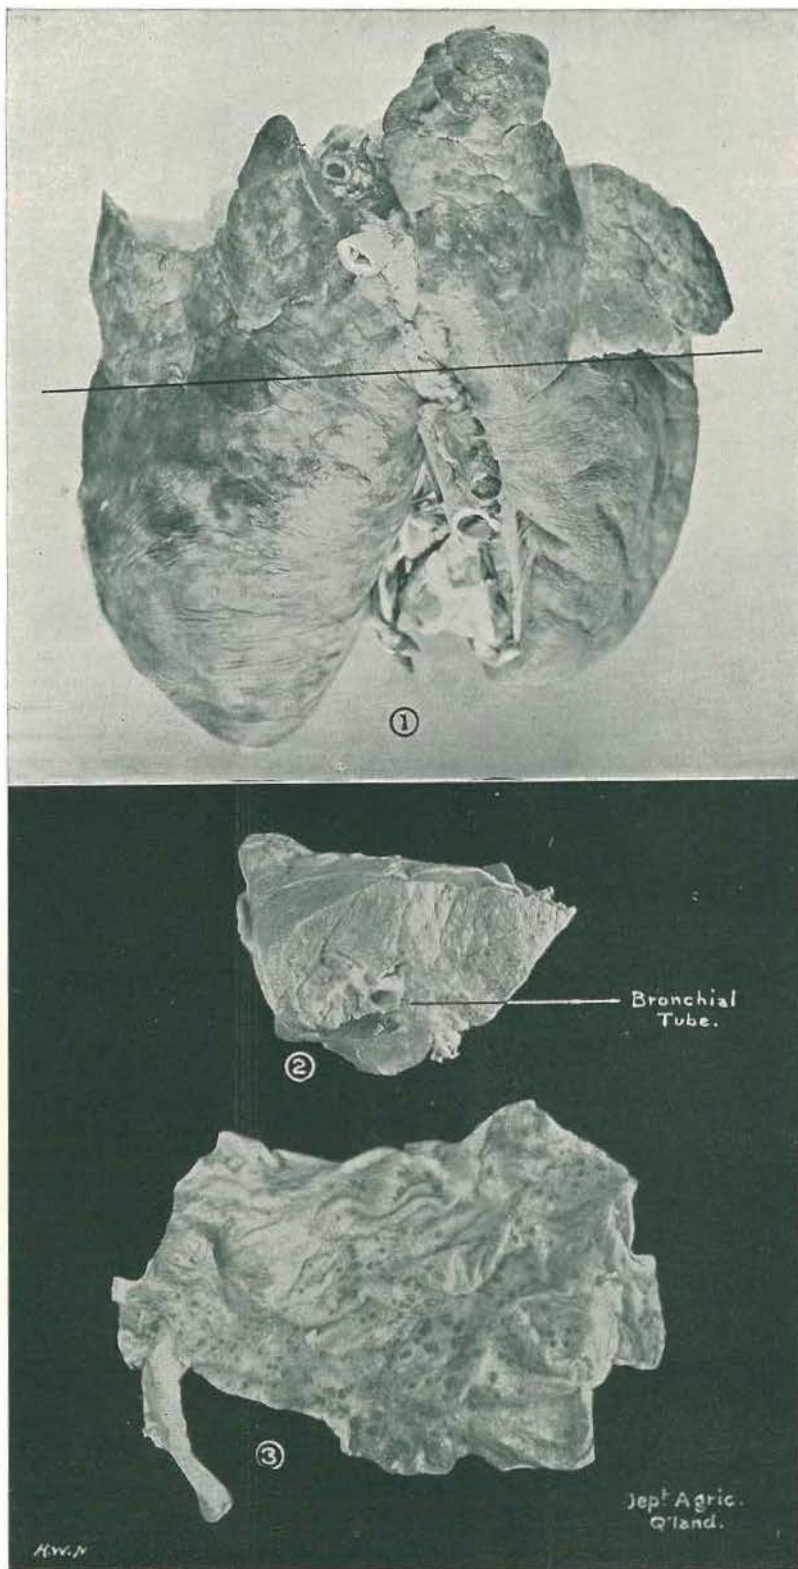 ①
Bronchial
Tube.
②
③
Dept Agric.
Q'land.
H.W.N